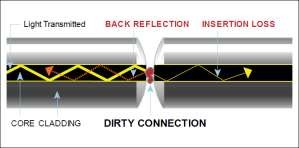 Light Transmitted BACK REFLECTION INSERTION LOSS
CORE CLADDING DIRTY CONNECTION